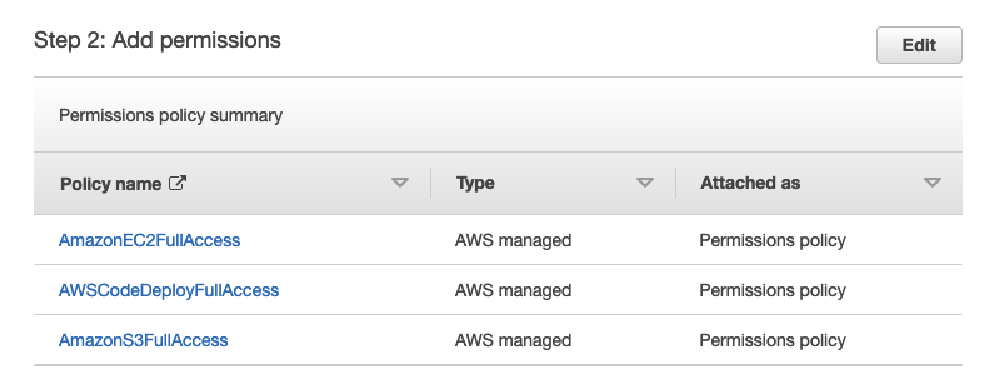 Step 2: Add permissions
Edit
Permissions policy summary
Policy name Type Attached as
AmazonEC2FullAccess AWS managed Permissions policy
AWSCodeDeployFullAccess AWS managed Permissions policy
AmazonS3FullAccess AWS managed Permissions policy